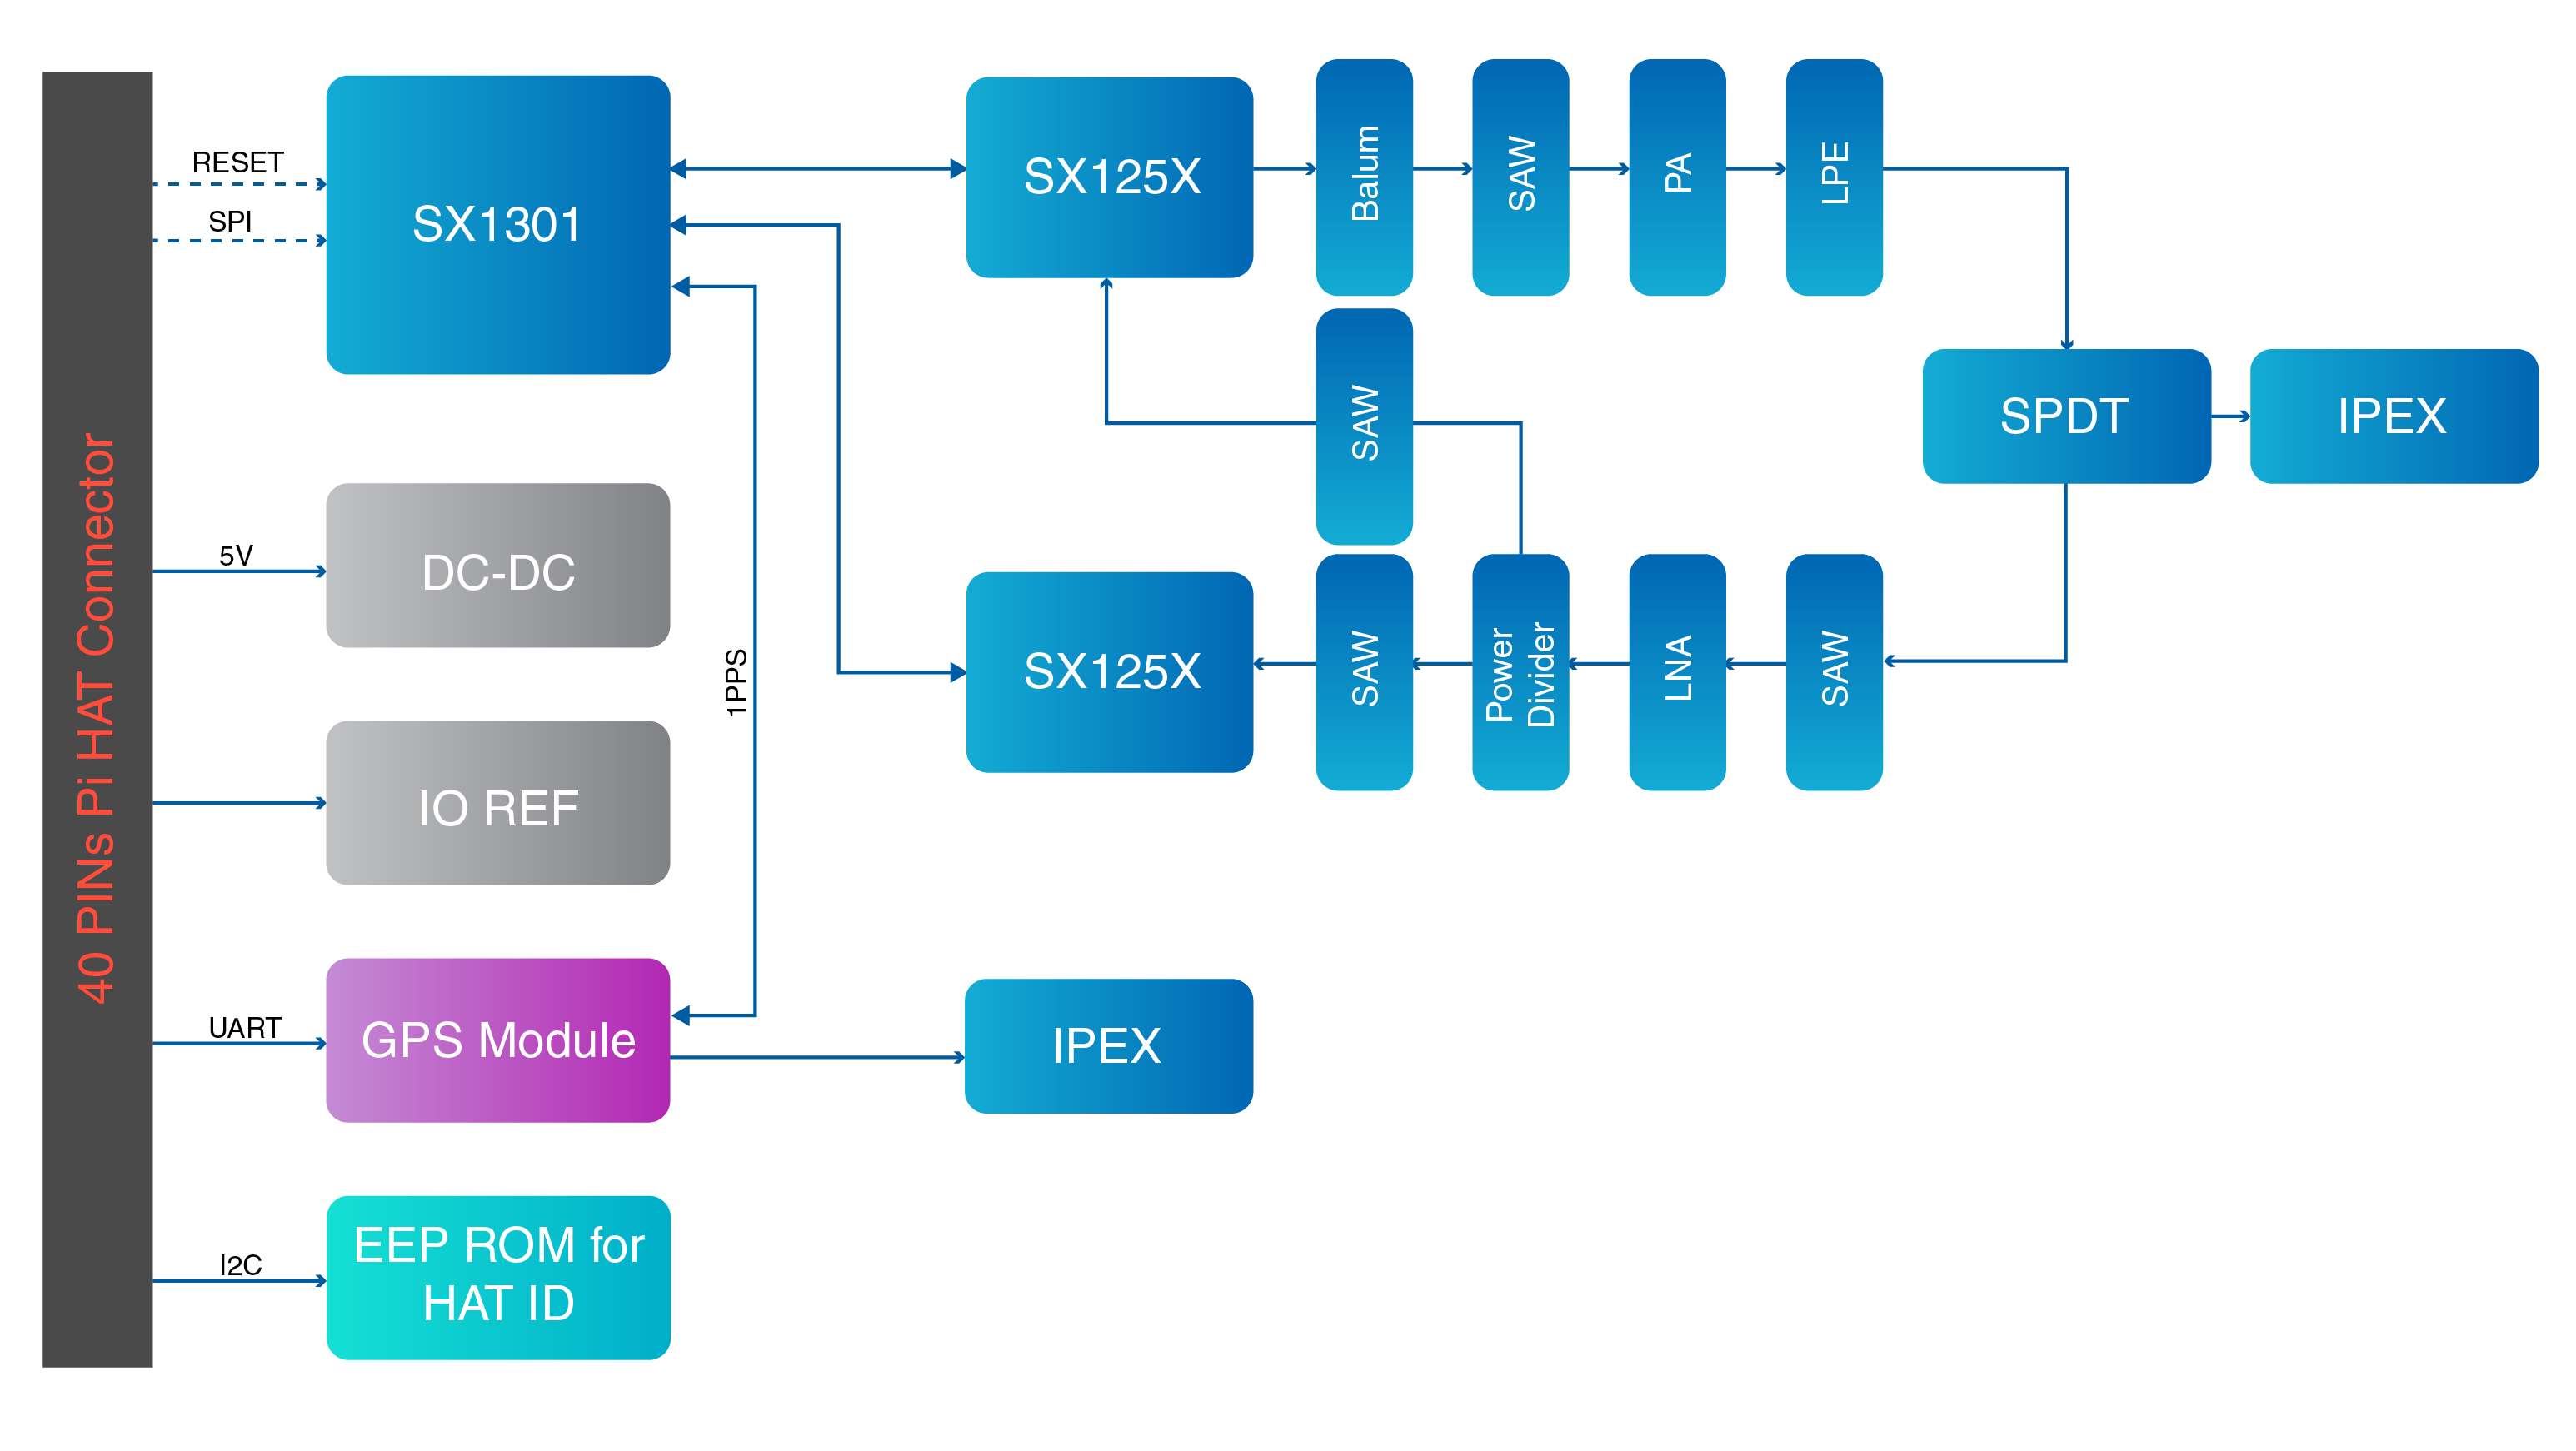 40 PINs Pi HAT Connector
RESET
SPI
SX1301
SX125X
Balum
SAW
PA
LPE
SAW
SPDT
IPEX
5V
DC-DC
1PPS
SX125X
SAW
Power
Divider
LNA
SAW
IO REF
UART
GPS Module
IPEX
I2C
EEP ROM for
HAT ID